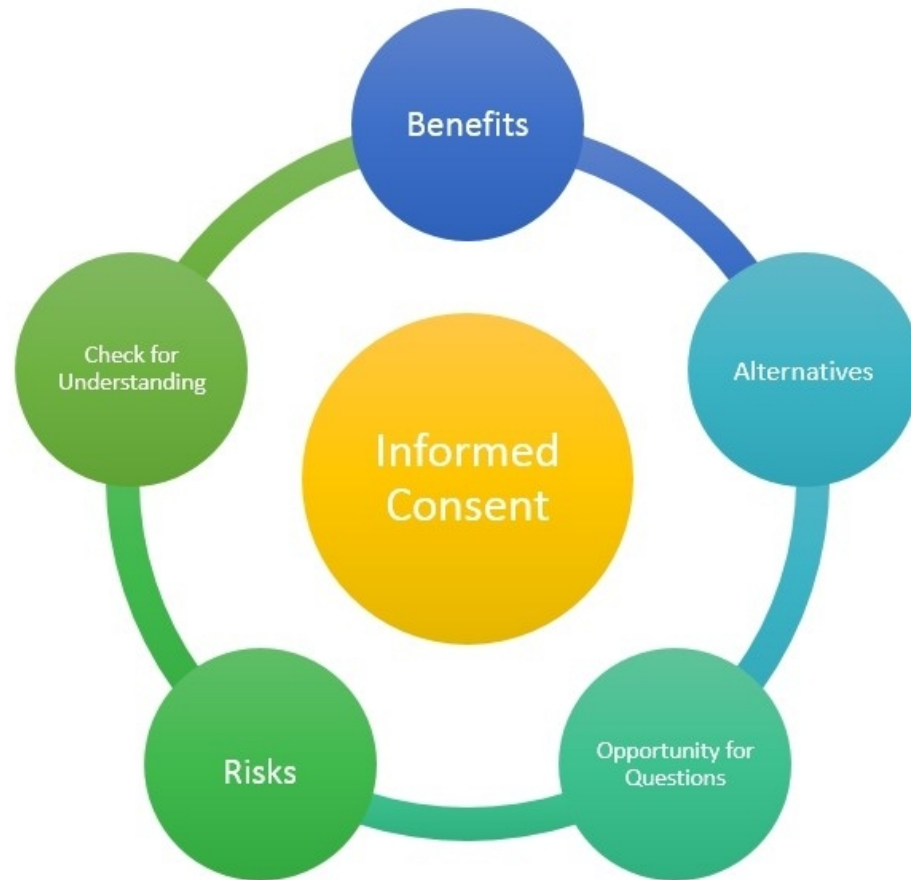 Benefits
Check for
Understanding
Alternatives
Informed
Consent
Risks
Opportunity for
Questions